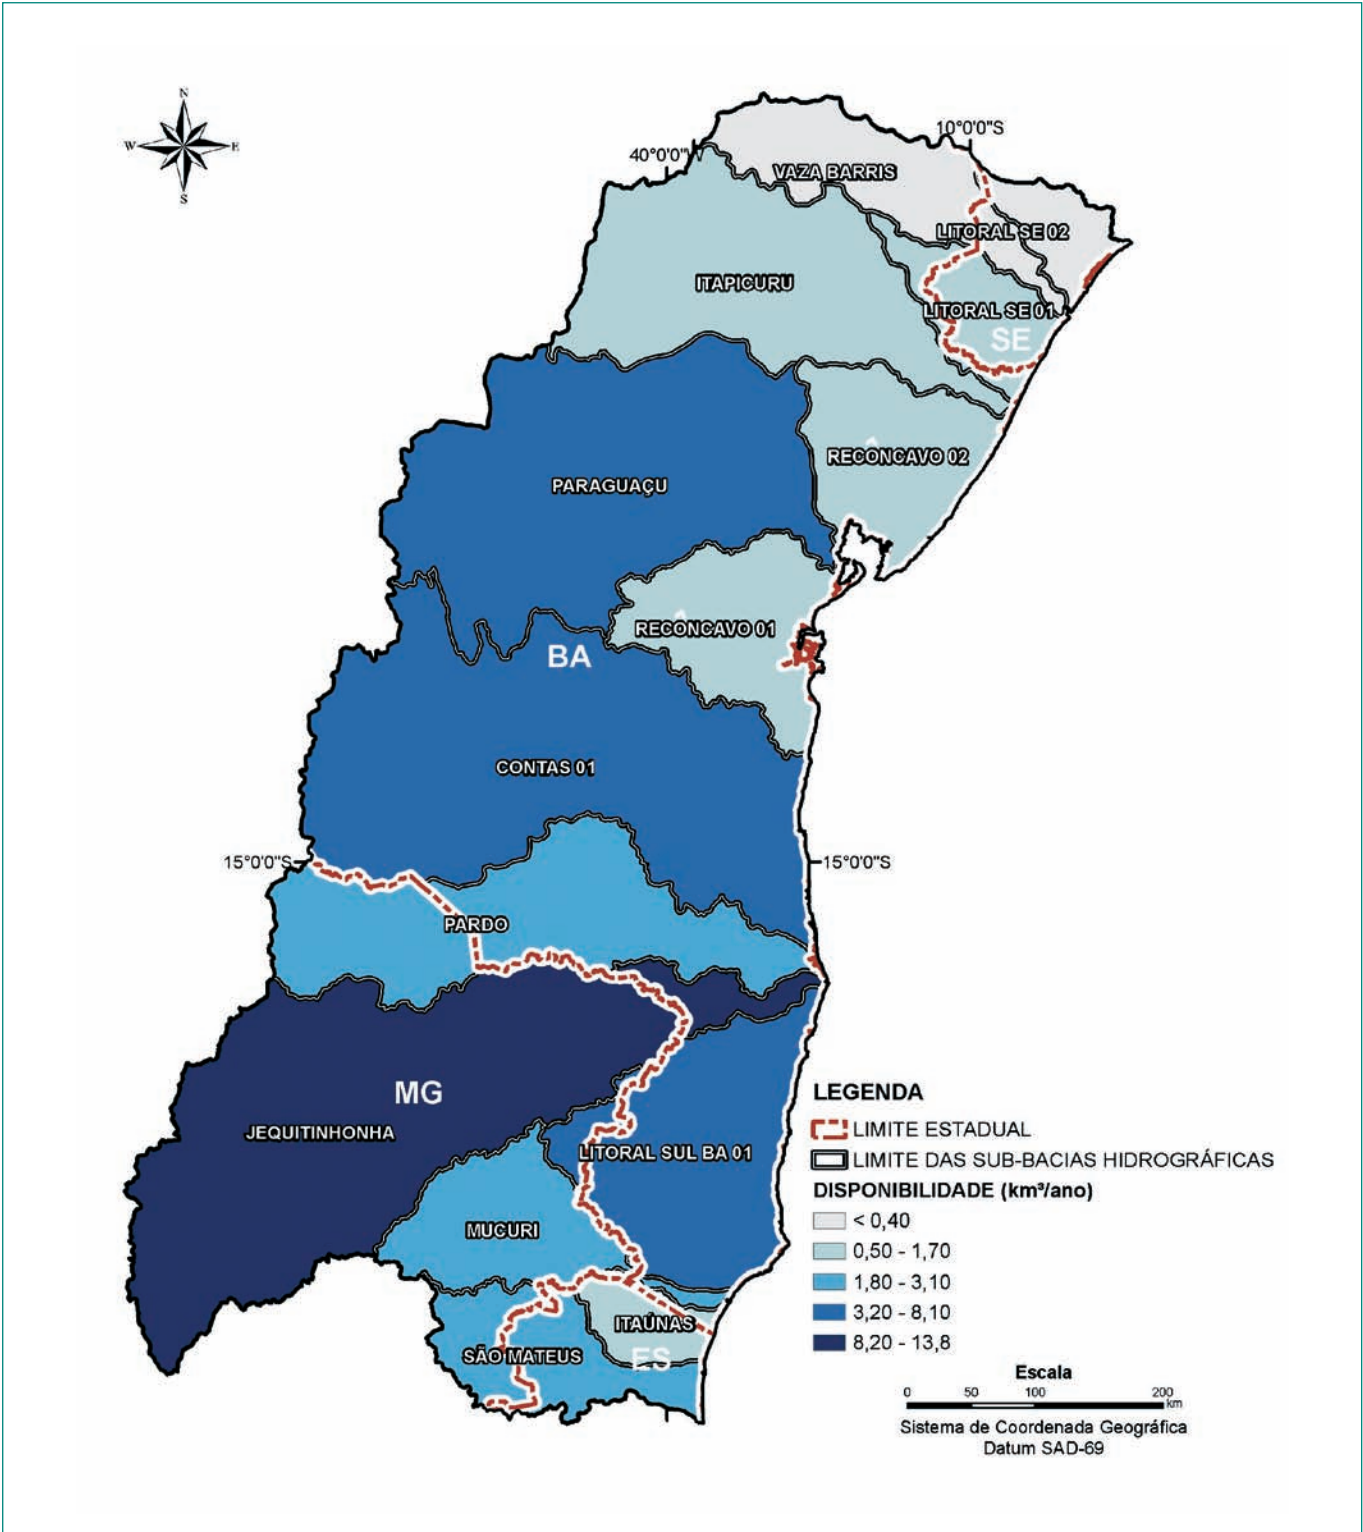 N
W
E
S
10°0'0"S
40°0'0"W
VAZA BARRIS
LITORAL SE 02
ITAPICURU
LITORAL SE 01
SE
RECÔNCAVO 02
PARAGUAÇU
RECÔNCAVO 01
BA
CONTAS 01
15°0'0"S
15°0'0"S
PARDO
MG
JEQUITINHONHA
LITORAL SUL BA 01
MUCURI
ITAÚNAS
SÃO MATEUS
ES
LEGENDA
LIMITE ESTADUAL
LIMITE DAS SUB-BACIAS HIDROGRÁFICAS
DISPONIBILIDADE (km³/ano)
< 0,40
0,50 - 1,70
1,80 - 3,10
3,20 - 8,10
8,20 - 13,8
Escala
0 50 100 200
km
Sistema de Coordenada Geográfica
Datum SAD-69